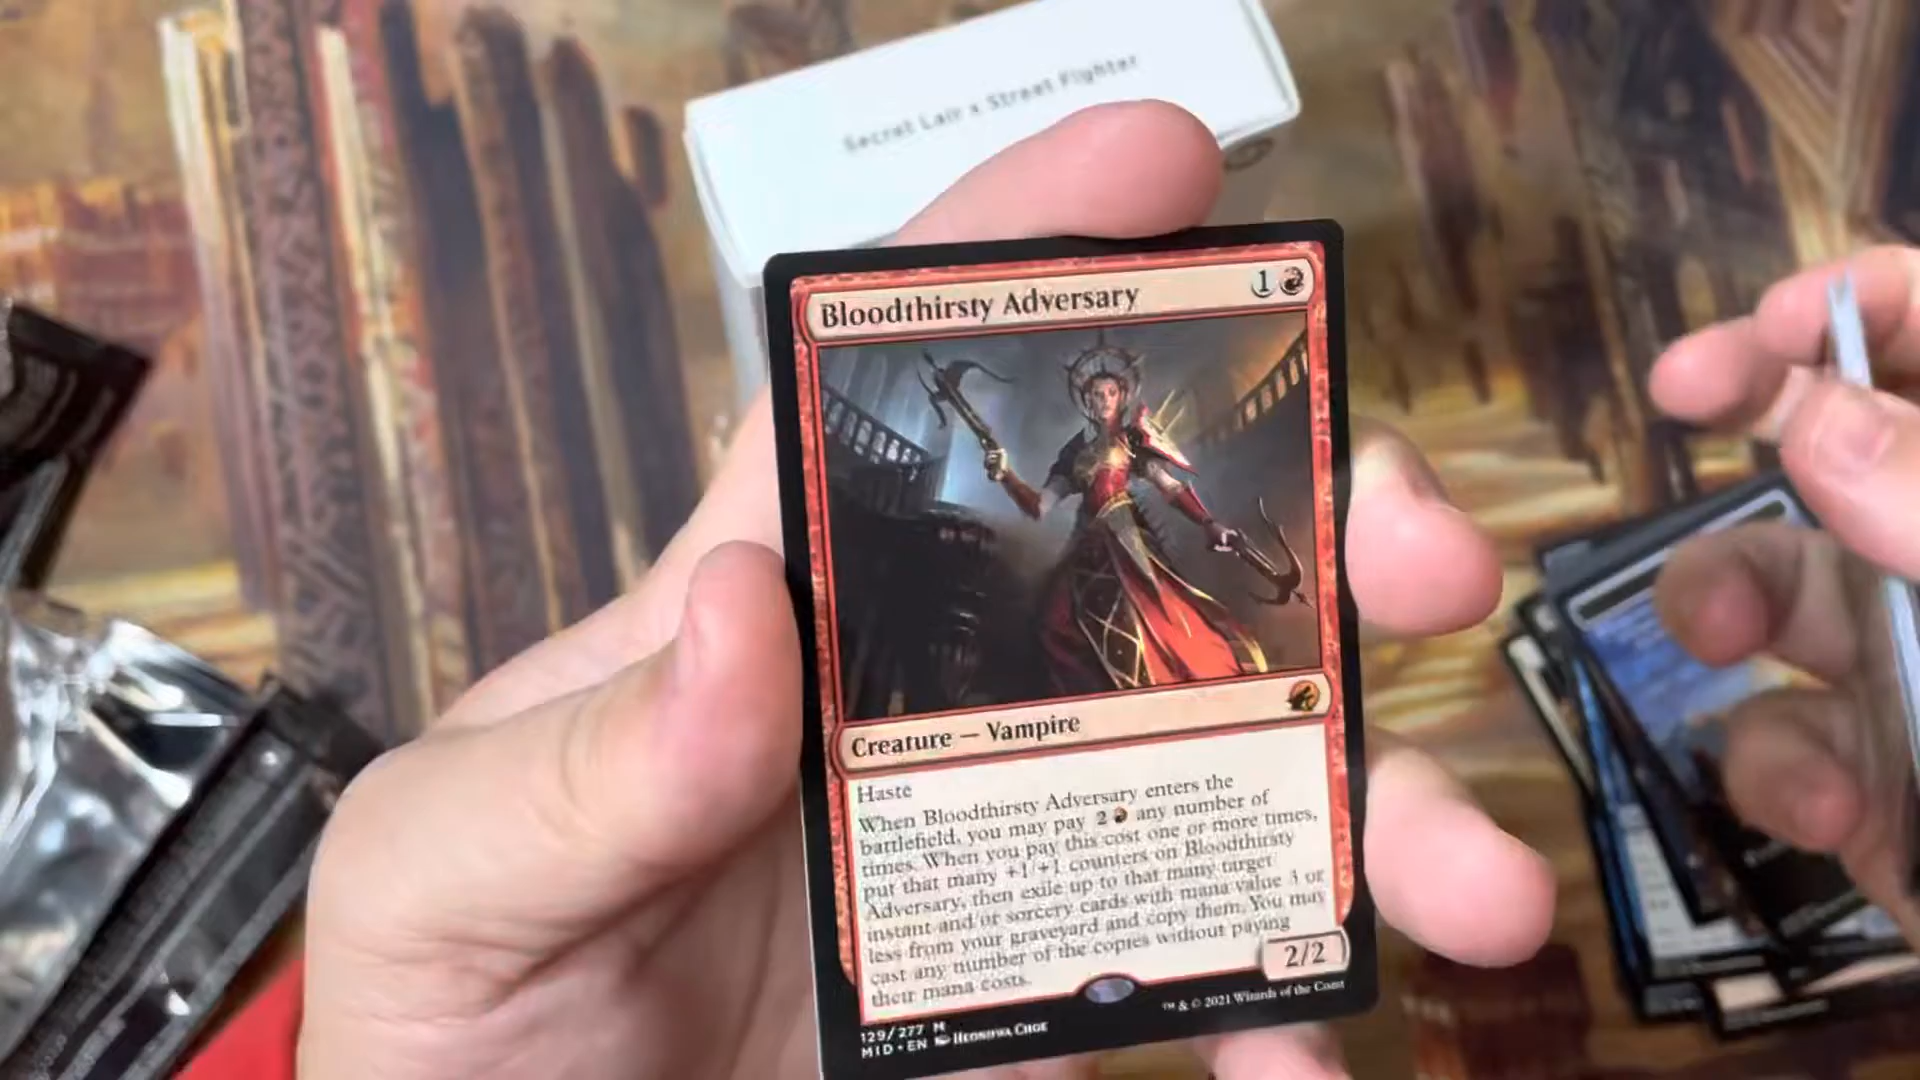 Secret Lair x Street Fighter
Bloodthirsty Adversary 1
Creature — Vampire
Haste
When Bloodthirsty Adversary enters the
battlefield, you may pay 2 any number of
times. When you pay this cost one or more times,
put that many +1/+1 counters on Bloodthirsty
Adversary, then exile up to that many target
instant and/or sorcery cards with mana value 3 or
less from your graveyard and copy them. You may
cast any number of the copies without paying
their mana costs.
2/2
129/277 M
MID • EN Heonhwa Choe
™ & © 2021 Wizards of the Coast